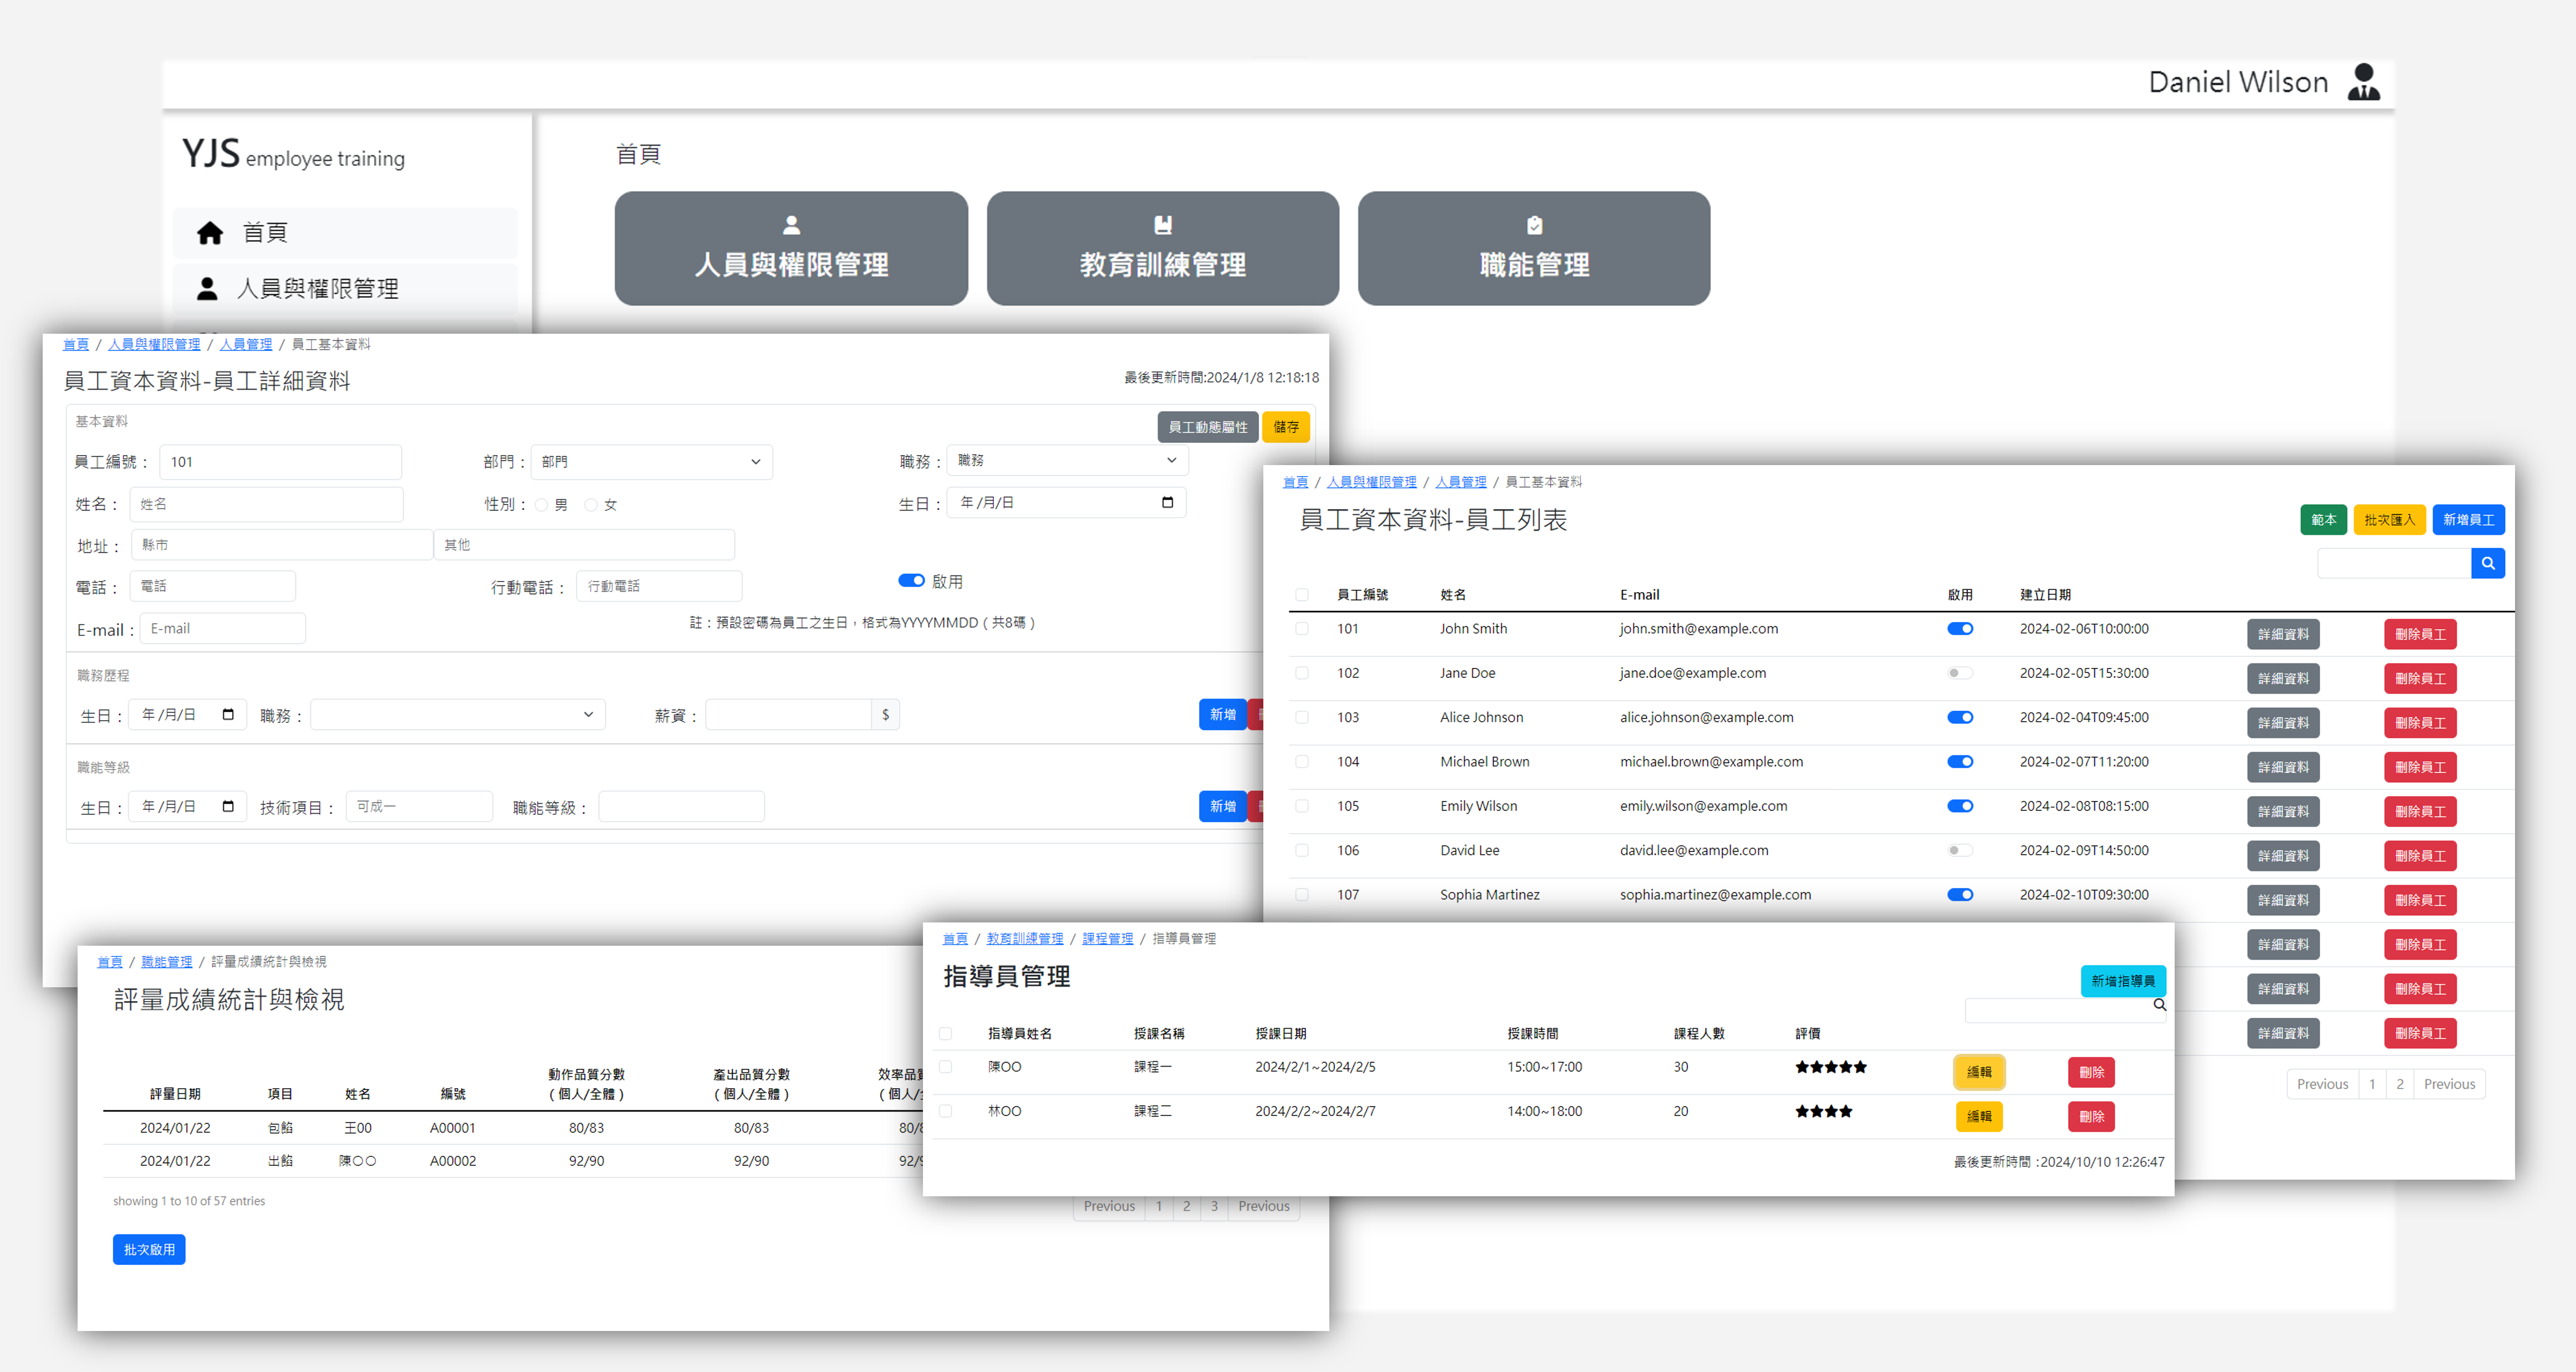 Daniel Wilson
YJS employee training
首頁
人員與權限管理
首頁
人員與權限管理
教育訓練管理
職能管理
首頁 / 人員與權限管理 / 人員管理 / 員工基本資料
員工資本資料-員工詳細資料
最後更新時間:2024/1/8 12:18:18
基本資料
員工動態屬性 儲存
員工編號： 101 部門： 部門 職務： 職務
姓名： 姓名 性別： 男 女 生日： 年 /月/日
地址： 縣市 其他
電話： 電話 行動電話： 行動電話 啟用
E-mail： E-mail 註：預設密碼為員工之生日，格式為YYYYMMDD（共8碼）
職務歷程
生日： 年 /月/日 職務： 薪資： $ 新增
職能等級
生日： 年 /月/日 技術項目： 可成一 職能等級： 新增
首頁 / 人員與權限管理 / 人員管理 / 員工基本資料
員工資本資料-員工列表
範本 批次匯入 新增員工
員工編號 姓名 E-mail 啟用 建立日期
101 John Smith john.smith@example.com 2024-02-06T10:00:00 詳細資料 刪除員工
102 Jane Doe jane.doe@example.com 2024-02-05T15:30:00 詳細資料 刪除員工
103 Alice Johnson alice.johnson@example.com 2024-02-04T09:45:00 詳細資料 刪除員工
104 Michael Brown michael.brown@example.com 2024-02-07T11:20:00 詳細資料 刪除員工
105 Emily Wilson emily.wilson@example.com 2024-02-08T08:15:00 詳細資料 刪除員工
106 David Lee david.lee@example.com 2024-02-09T14:50:00 詳細資料 刪除員工
107 Sophia Martinez sophia.martinez@example.com 2024-02-10T09:30:00 詳細資料 刪除員工
詳細資料 刪除員工
詳細資料 刪除員工
詳細資料 刪除員工
Previous 1 2 Previous
首頁 / 職能管理 / 評量成績統計與檢視
評量成績統計與檢視
評量日期 項目 姓名 編號 動作品質分數 產出品質分數 效率品
（個人/全體） （個人/全體） （個人/
2024/01/22 包餡 王00 A00001 80/83 80/83 80/
2024/01/22 出餡 陳〇〇 A00002 92/90 92/90 92/
showing 1 to 10 of 57 entries
Previous 1 2 3 Previous
批次啟用
首頁 / 教育訓練管理 / 課程管理 / 指導員管理
指導員管理
新增指導員
指導員姓名 授課名稱 授課日期 授課時間 課程人數 評價
陳OO 課程一 2024/2/1~2024/2/5 15:00~17:00 30 ★★★★★ 編輯 刪除
林OO 課程二 2024/2/2~2024/2/7 14:00~18:00 20 ★★★★ 編輯 刪除
最後更新時間 :2024/10/10 12:26:47